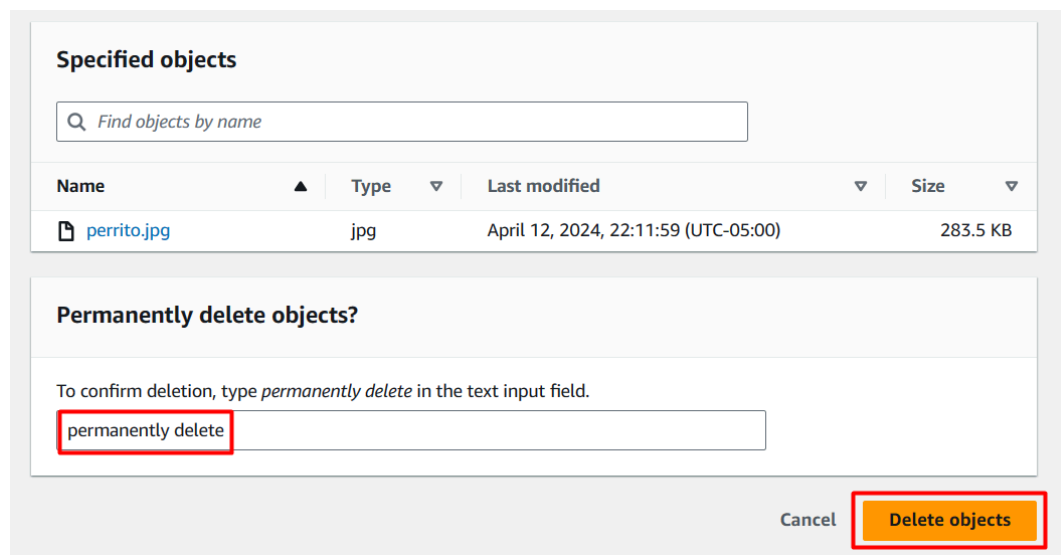 Specified objects
Find objects by name
Name Type Last modified Size
perrito.jpg jpg April 12, 2024, 22:11:59 (UTC-05:00) 283.5 KB
Permanently delete objects?
To confirm deletion, type permanently delete in the text input field.
permanently delete
Cancel Delete objects